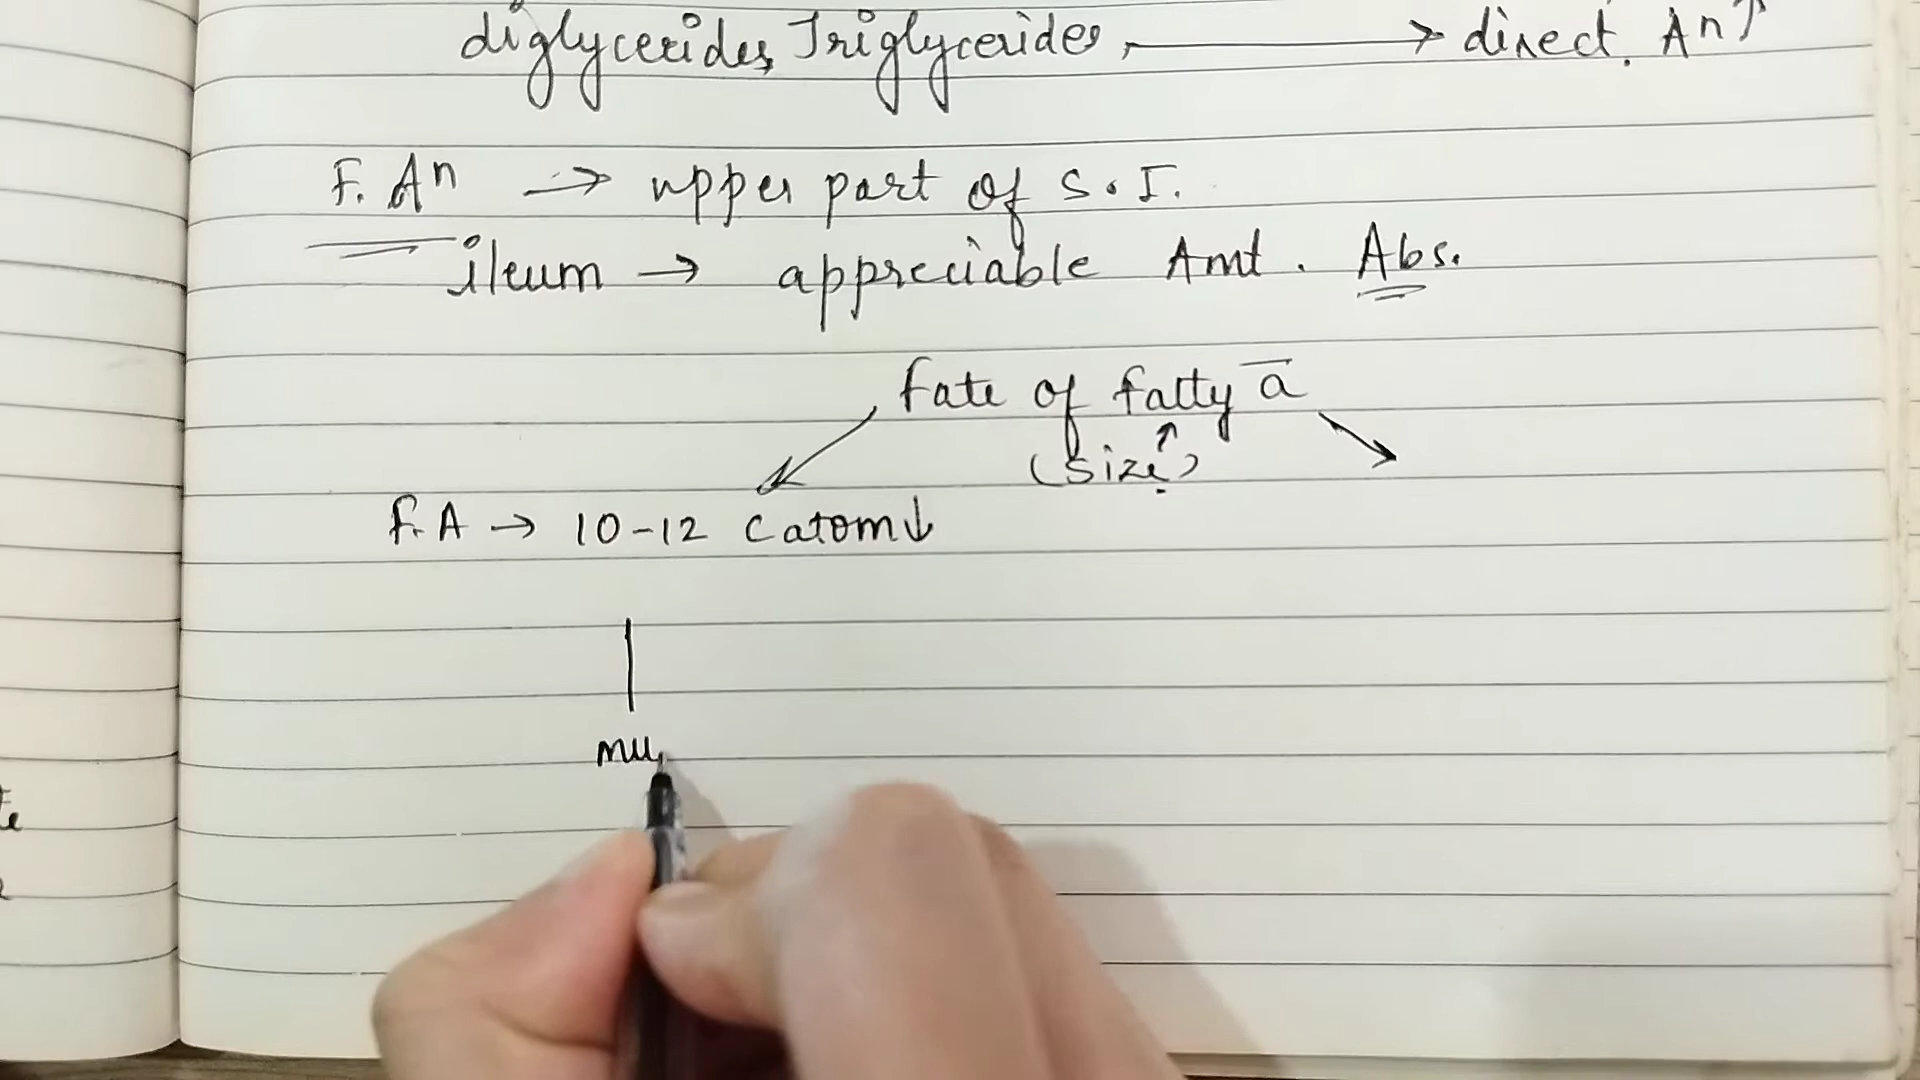 diglycerides, Triglycerides, → direct. Aⁿ↑
F. Aⁿ → upper part of S.I.
ileum → appreciable Amt. Abs.
fate of fatty a̅
(size)
F.A → 10-12 C atom↓
mu
te